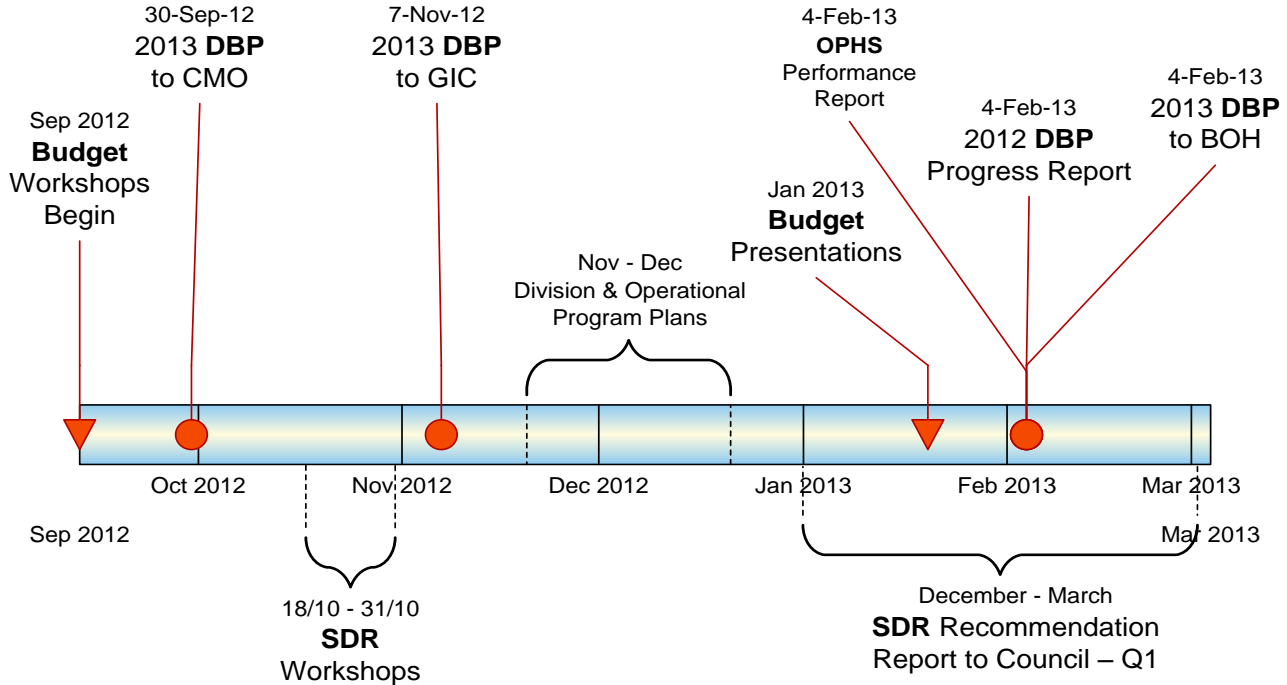 30-Sep-12
2013 DBP
to CMO
7-Nov-12
2013 DBP
to GIC
4-Feb-13
OPHS
Performance
Report
4-Feb-13
2013 DBP
to BOH
4-Feb-13
2012 DBP
Progress Report
Sep 2012
Budget
Workshops
Begin
Jan 2013
Budget
Presentations
Nov - Dec
Division & Operational
Program Plans
Oct 2012
Nov 2012
Dec 2012
Jan 2013
Feb 2013
Mar 2013
Sep 2012
Mar 2013
18/10 - 31/10
SDR
Workshops
December - March
SDR Recommendation
Report to Council – Q1